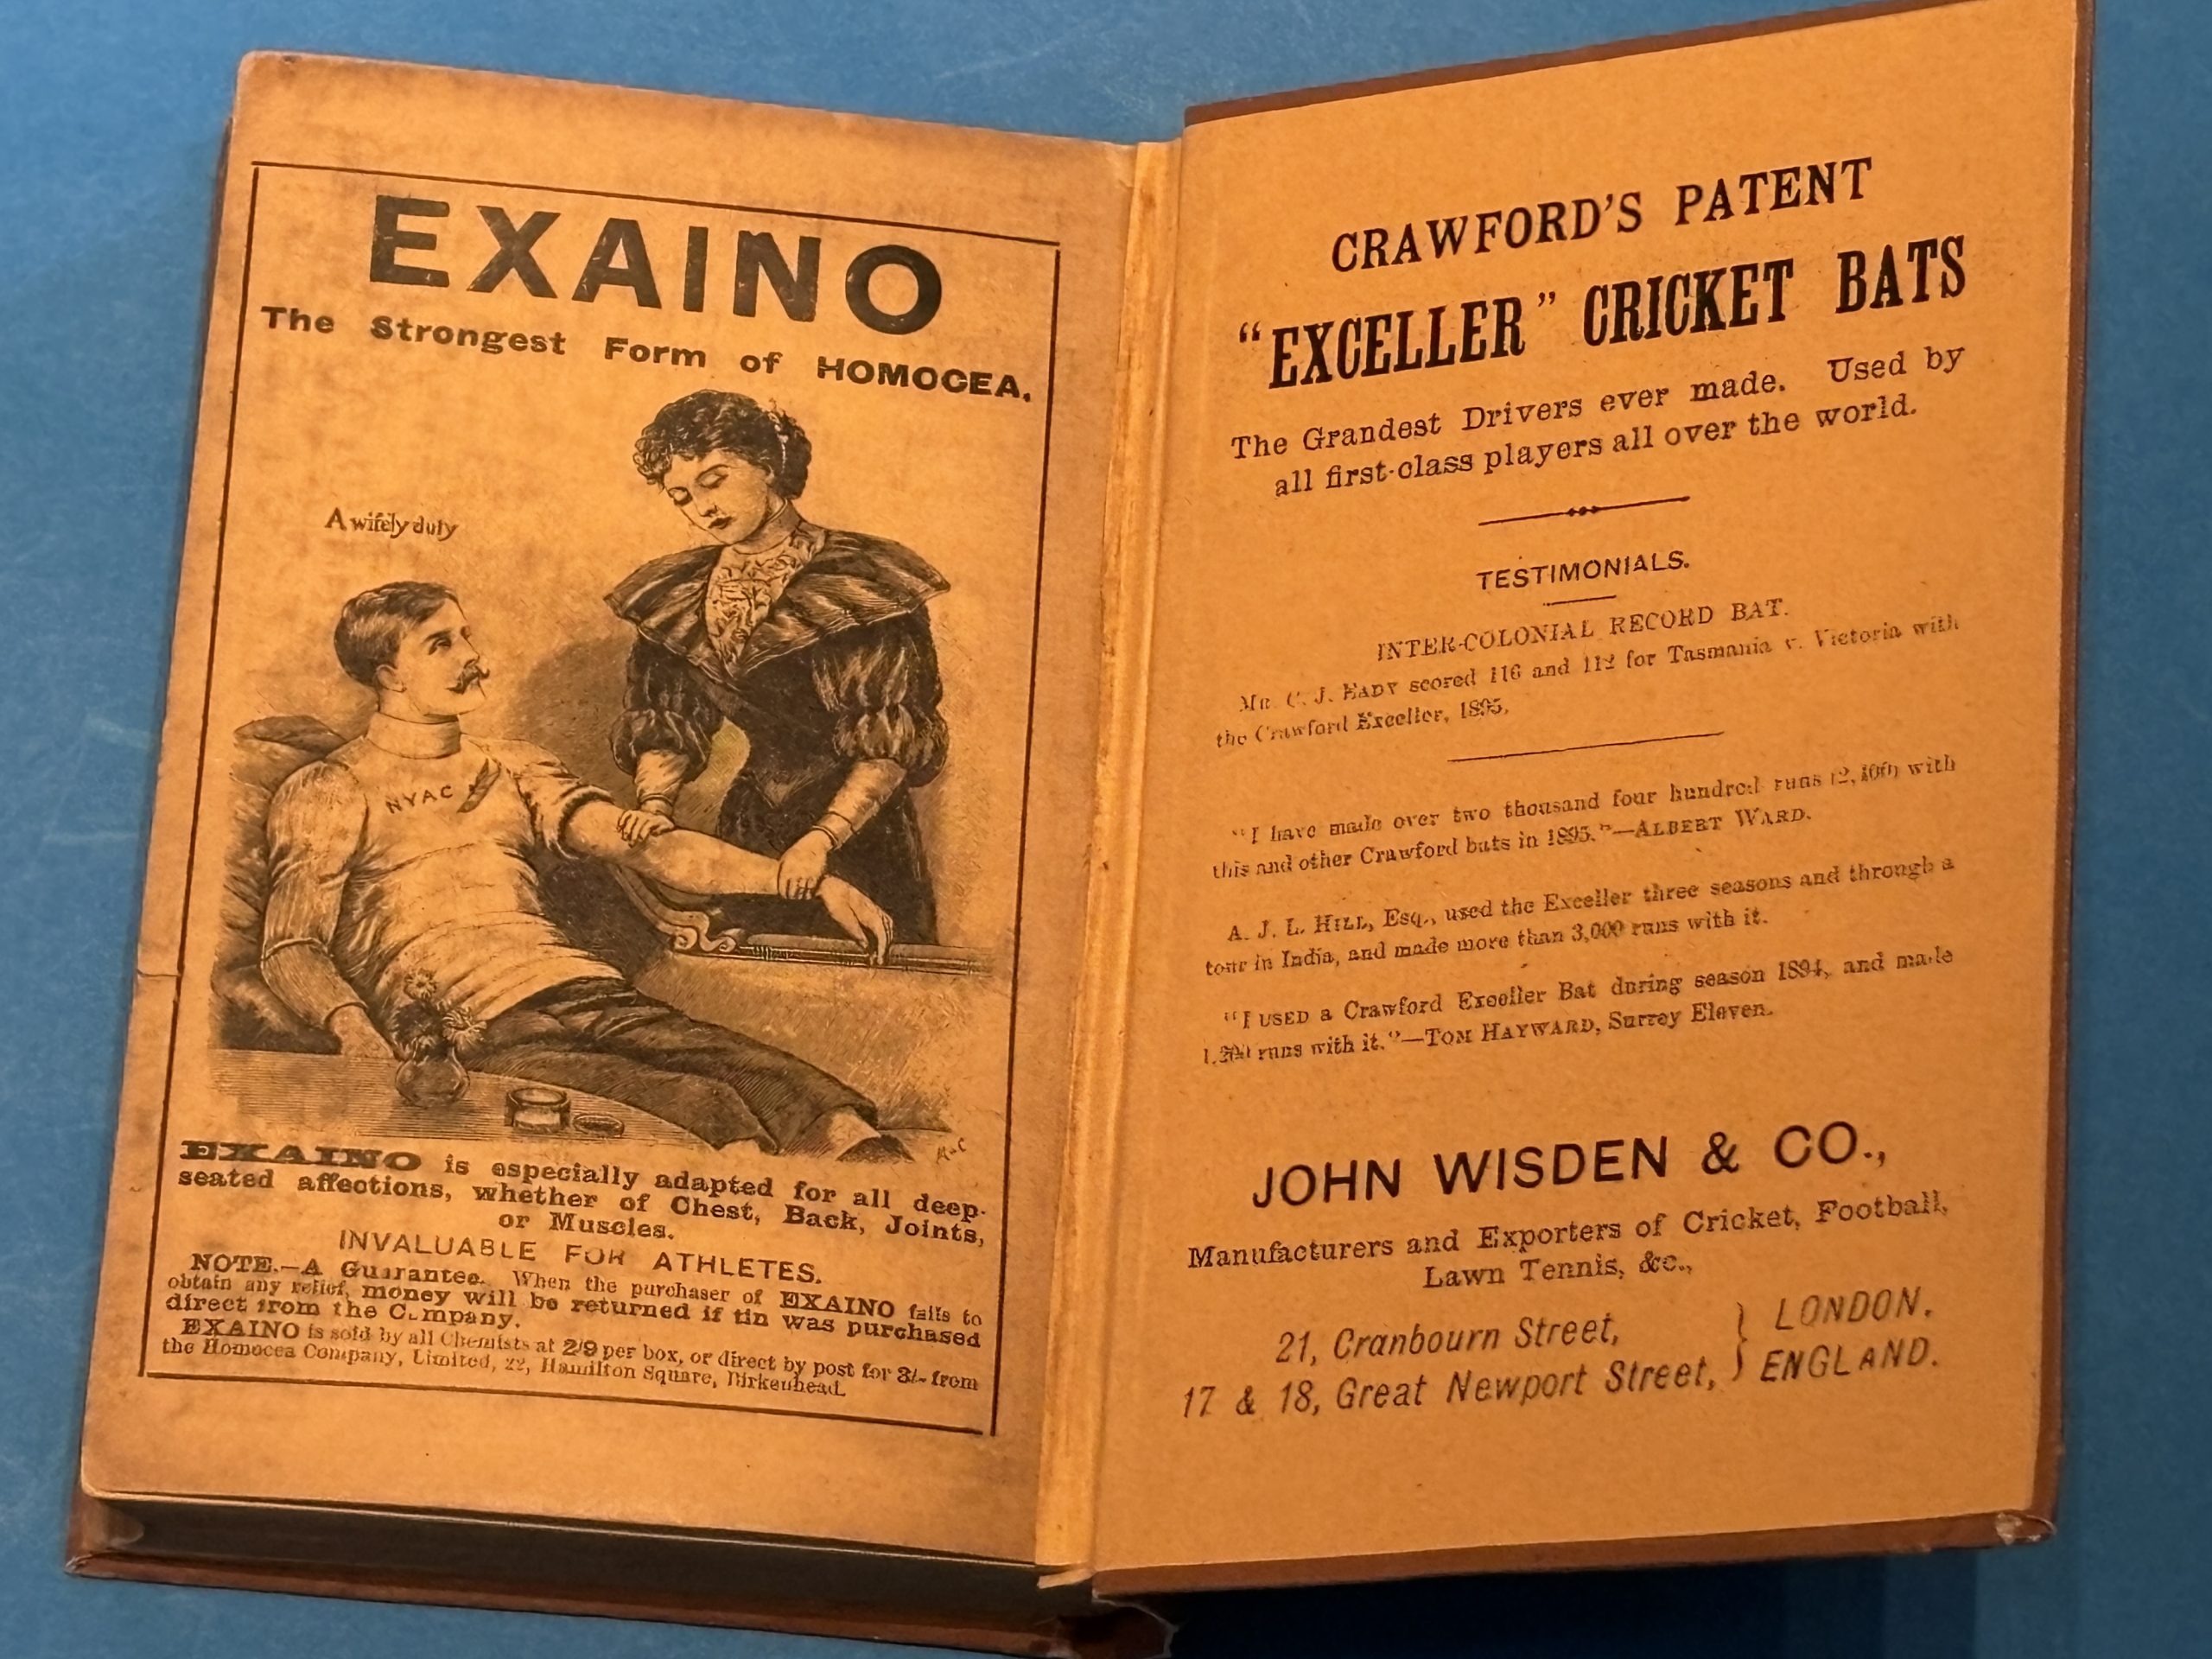 EXAINO
The Strongest Form of HOMOCEA.
A wifely duty
NYAC
EXAINO is especially adapted for all deep-
seated affections, whether of Chest, Back, Joints,
or Muscles.
INVALUABLE FOR ATHLETES.
NOTE.—A Guarantee. When the purchaser of EXAINO fails to
obtain any relief, money will be returned if tin was purchased
direct from the Company.
EXAINO is sold by all Chemists at 2/9 per box, or direct by post for 3/- from
the Homocea Company, Limited, 22, Hamilton Square, Birkenhead.
CRAWFORD'S PATENT
"EXCELLER" CRICKET BATS
The Grandest Drivers ever made. Used by
all first-class players all over the world.
TESTIMONIALS.
INTER-COLONIAL RECORD BAT.
Mr. C. J. EADY scored 116 and 112 for Tasmania v. Victoria with
the Crawford Exceller, 1895.
"I have made over two thousand four hundred runs with
this and other Crawford bats in 1895."—ALBERT WARD.
A. J. L. HILL, Esq., used the Exceller three seasons and through a
tour in India, and made more than 3,000 runs with it.
"I USED a Crawford Exceller Bat during season 1894, and made
runs with it."—TOM HAYWARD, Surrey Eleven.
JOHN WISDEN & CO.,
Manufacturers and Exporters of Cricket, Football,
Lawn Tennis, &c.,
21, Cranbourn Street, } LONDON.
17 & 18, Great Newport Street, } ENGLAND.